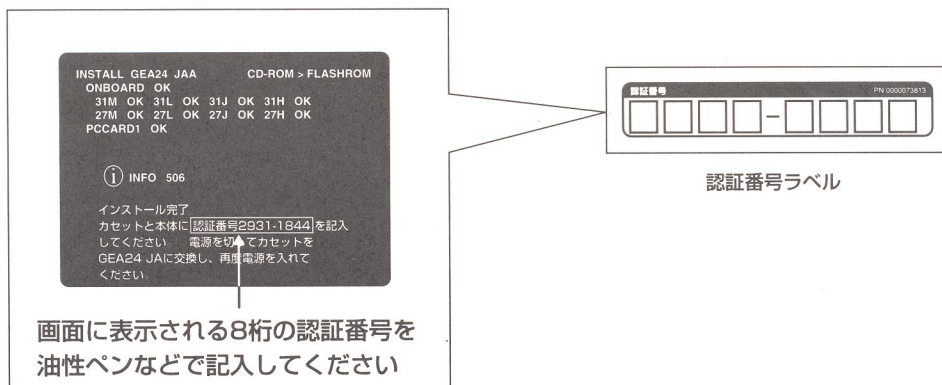 INSTALL GEA24 JAA CD-ROM > FLASHROM
ONBOARD OK
31M OK 31L OK 31J OK 31H OK
27M OK 27L OK 27J OK 27H OK
PCCARD1 OK
i INFO 506
インストール完了
カセットと本体に認証番号2931-1844を記入
してください 電源を切ってカセットを
GEA24 JAに交換し、再度電源を入れて
ください
画面に表示される8桁の認証番号を
油性ペンなどで記入してください
認証番号 PN 0000073813
-
認証番号ラベル